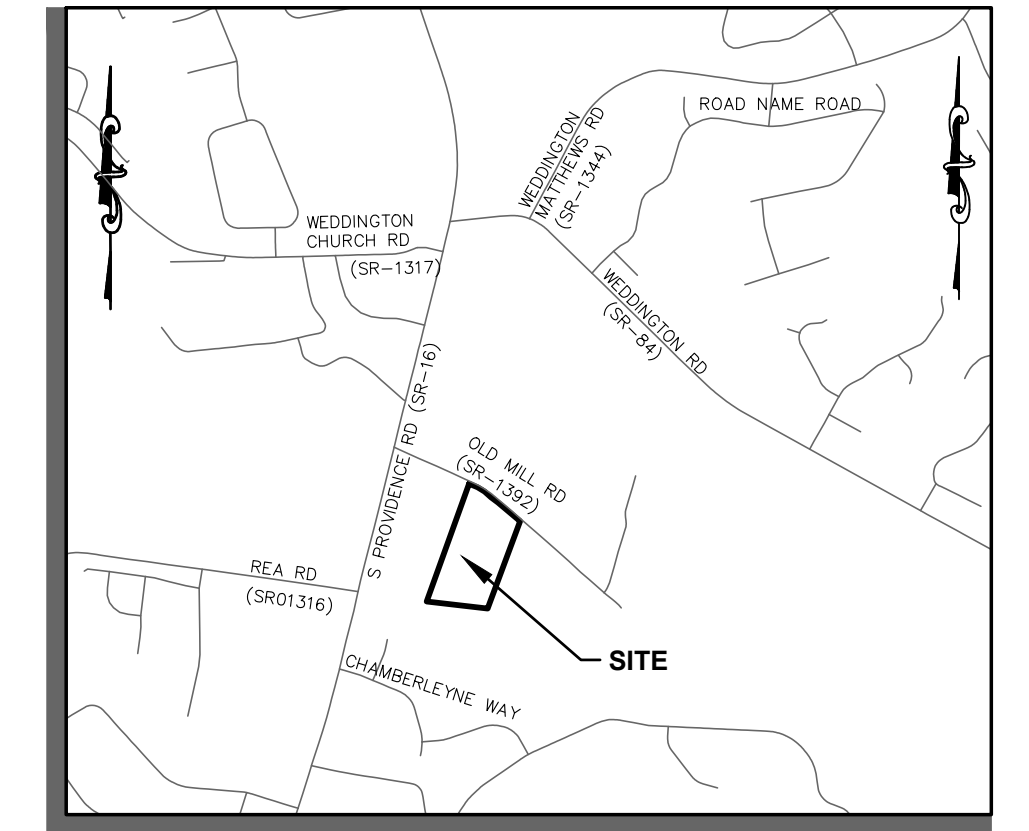 ROAD NAME ROAD
WEDDINGTON
MATTHEWS RD
(SR-1344)
WEDDINGTON
CHURCH RD
(SR-1317)
WEDDINGTON RD
(SR-84)
S PROVIDENCE RD (SR-16)
OLD MILL RD
(SR-1392)
REA RD
(SR01316)
SITE
CHAMBERLEYNE WAY